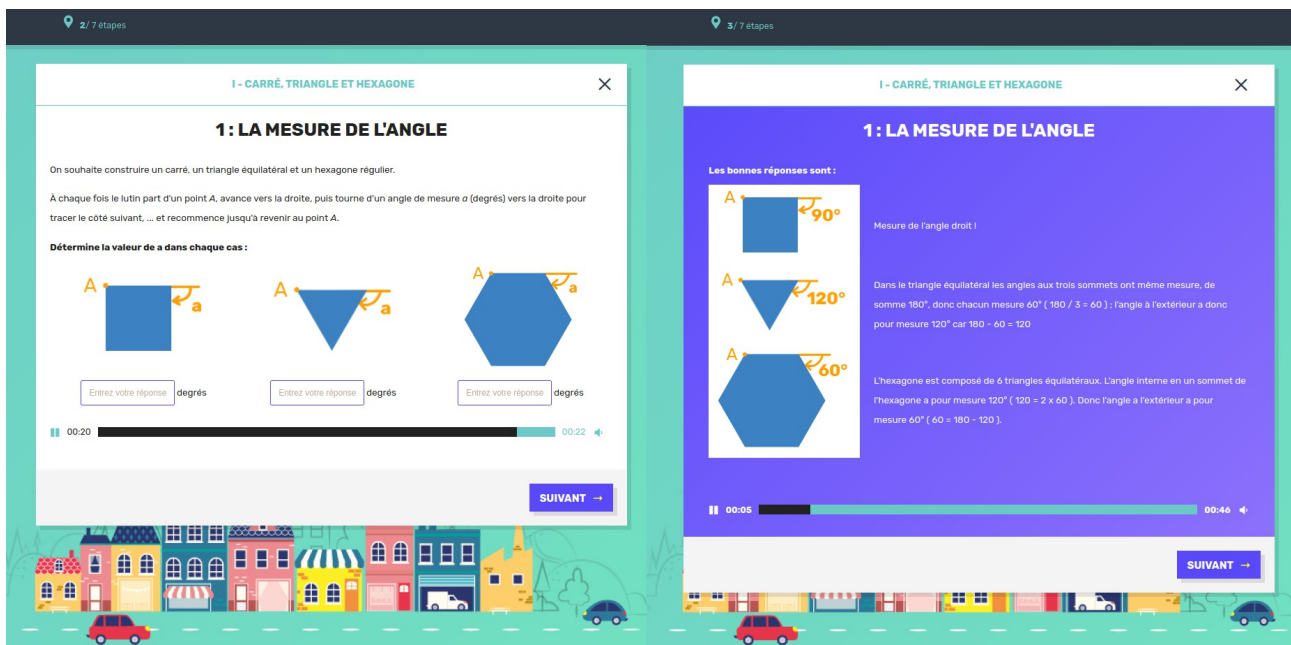 2/ 7 étapes
I - CARRÉ, TRIANGLE ET HEXAGONE
1 : LA MESURE DE L'ANGLE
On souhaite construire un carré, un triangle équilatéral et un hexagone régulier.
À chaque fois le lutin part d'un point A, avance vers la droite, puis tourne d'un angle de mesure a (degrés) vers la droite pour
tracer le côté suivant, ... et recommence jusqu'à revenir au point A.
Détermine la valeur de a dans chaque cas :
A a
A a
A a
Entrez votre réponse degrés
Entrez votre réponse degrés
Entrez votre réponse degrés
00:20 00:22
SUIVANT →
3/ 7 étapes
I - CARRÉ, TRIANGLE ET HEXAGONE
1 : LA MESURE DE L'ANGLE
Les bonnes réponses sont :
A 90°
Mesure de l'angle droit !
A 120°
Dans le triangle équilatéral les angles aux trois sommets ont même mesure, de
somme 180°, donc chacun mesure 60° ( 180 / 3 = 60 ) ; l'angle à l'extérieur a donc
pour mesure 120° car 180 - 60 = 120
A 60°
L'hexagone est composé de 6 triangles équilatéraux. L'angle interne en un sommet de
l'hexagone a pour mesure 120° ( 120 = 2 x 60 ). Donc l'angle a l'extérieur a pour
mesure 60° ( 60 = 180 - 120 ).
00:05 00:46
SUIVANT →